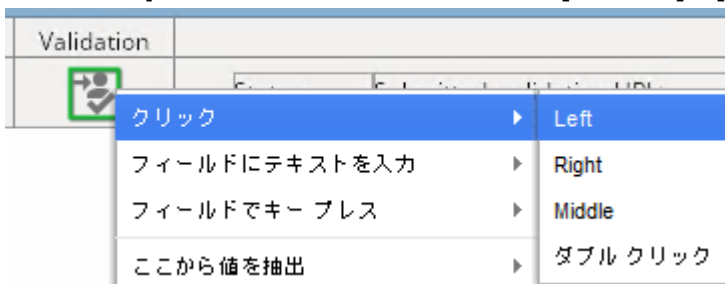 Validation
クリック
Left
フィールドにテキストを入力
Right
フィールドでキー プレス
Middle
ここから値を抽出
ダブル クリック